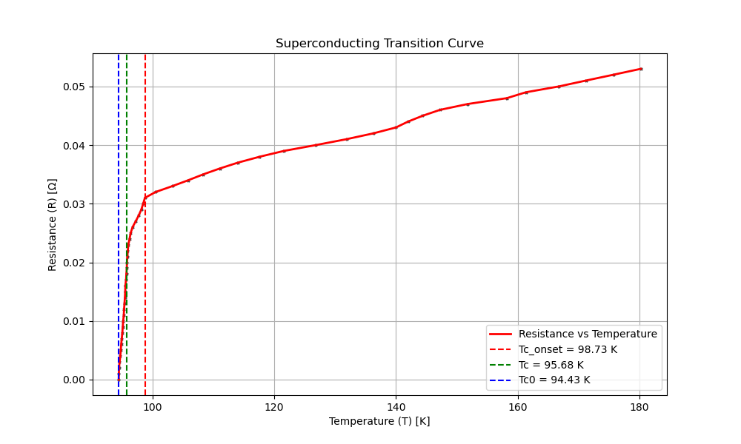 Superconducting Transition Curve
Resistance (R) [Ω]
0.05
0.04
0.03
0.02
0.01
0.00
Resistance vs Temperature
Tc_onset = 98.73 K
Tc = 95.68 K
Tc0 = 94.43 K
100 120 140 160 180
Temperature (T) [K]